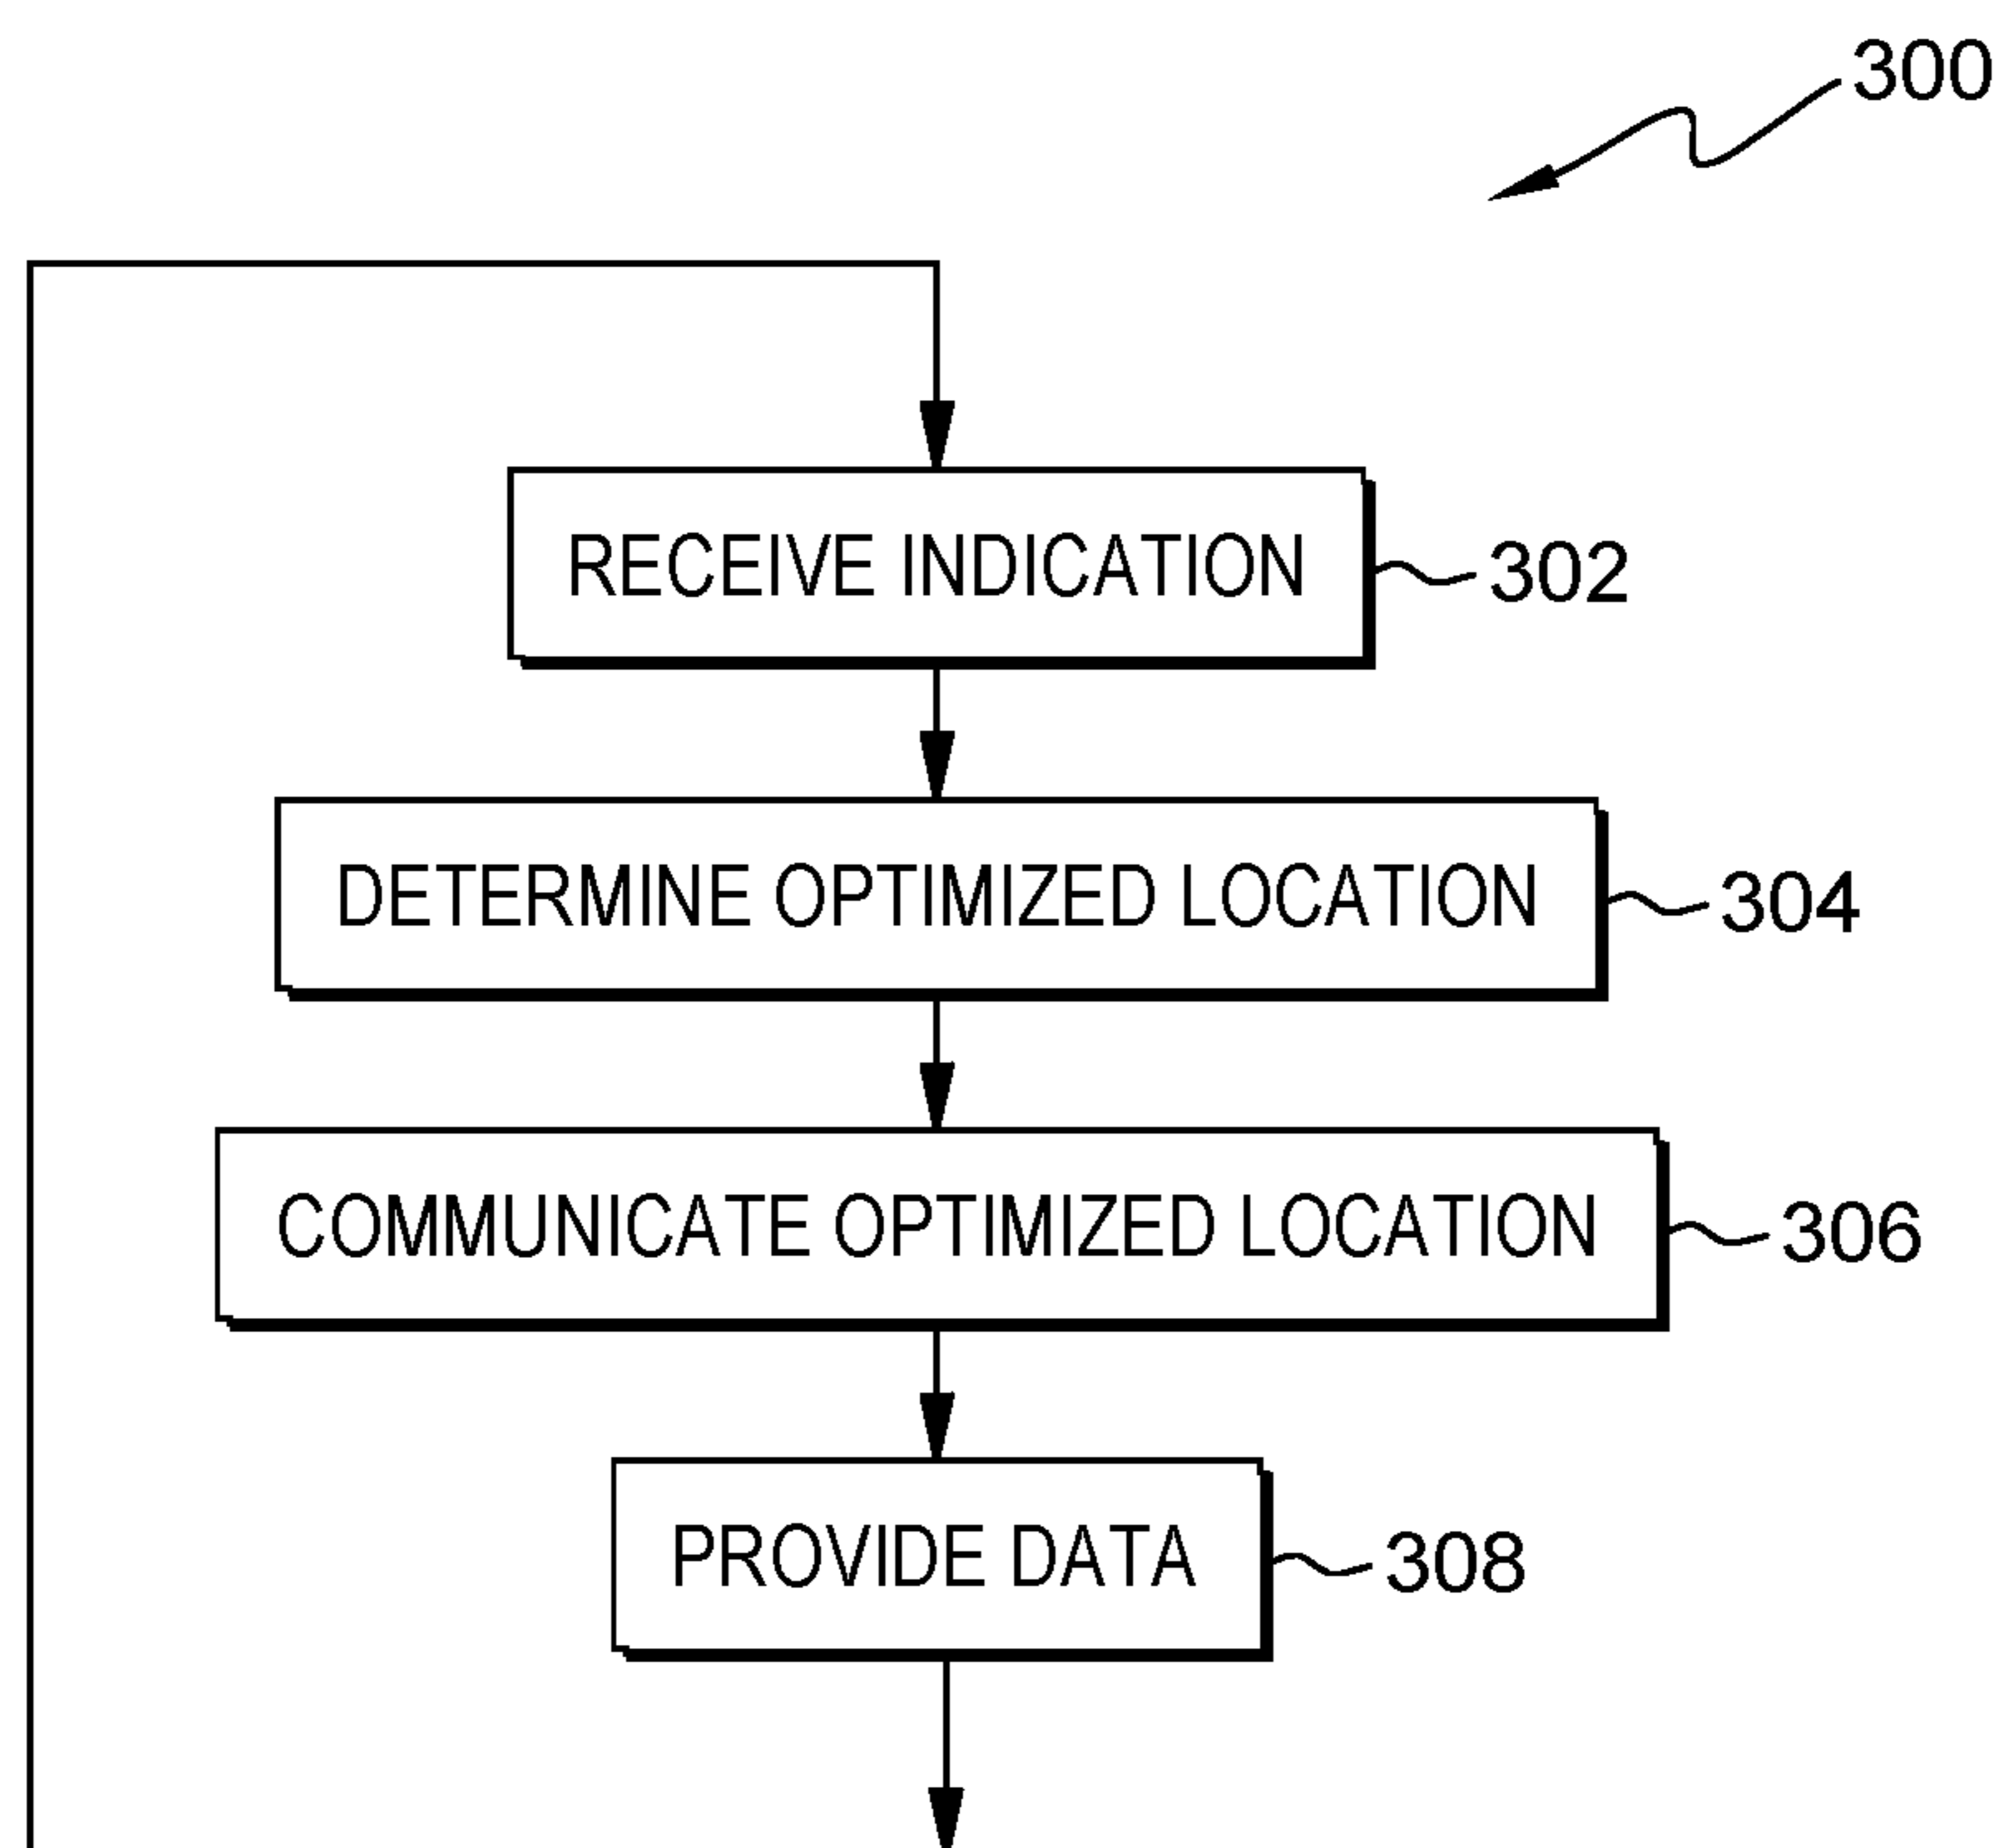 300
RECEIVE INDICATION
302
DETERMINE OPTIMIZED LOCATION
304
COMMUNICATE OPTIMIZED LOCATION
306
PROVIDE DATA
308